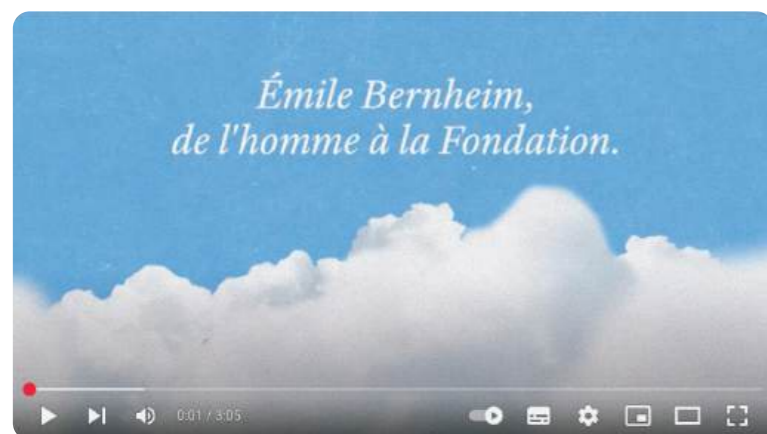 Émile Bernheim,
de l'homme à la Fondation.
0:01 / 3:05